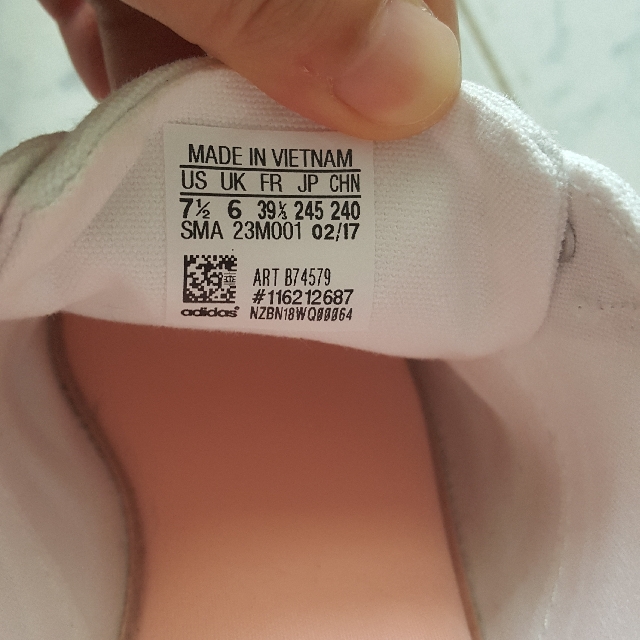 MADE IN VIETNAM
US UK FR JP CHN
7½ 6 39⅓ 245 240
SMA 23M001 02/17
ART B74579
#116212687
adidas NZBN18WQ00064